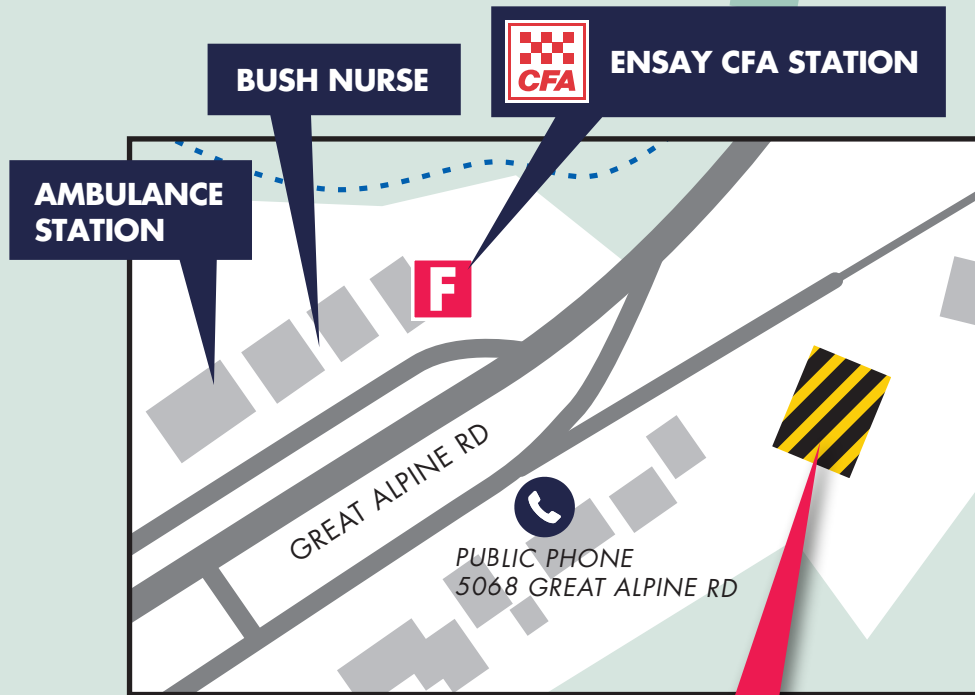 CFA
ENSAY CFA STATION
BUSH NURSE
AMBULANCE
STATION
F
GREAT ALPINE RD
PUBLIC PHONE
5068 GREAT ALPINE RD